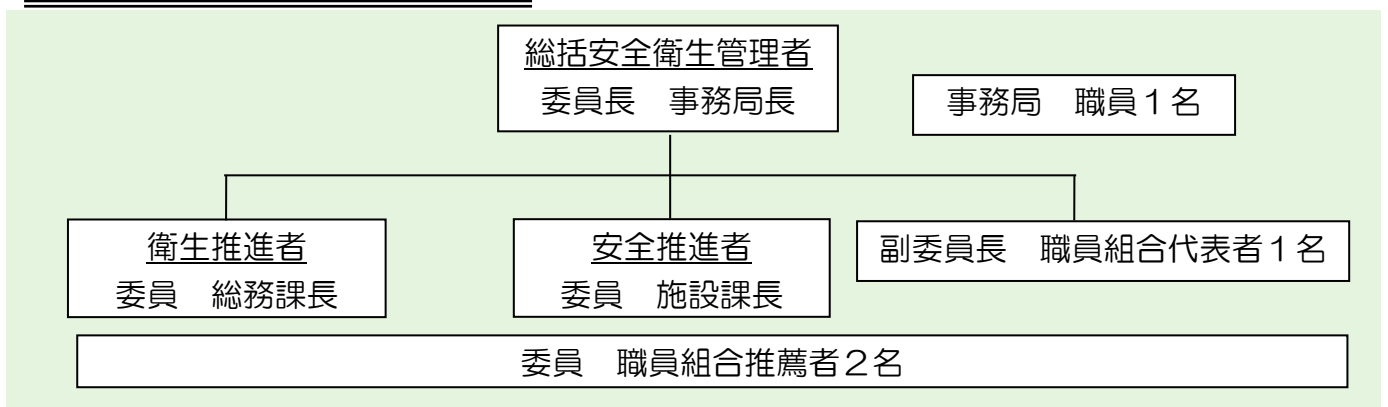 総括安全衛生管理者
委員長　事務局長
事務局　職員１名
衛生推進者
委員　総務課長
安全推進者
委員　施設課長
副委員長　職員組合代表者１名
委員　職員組合推薦者２名